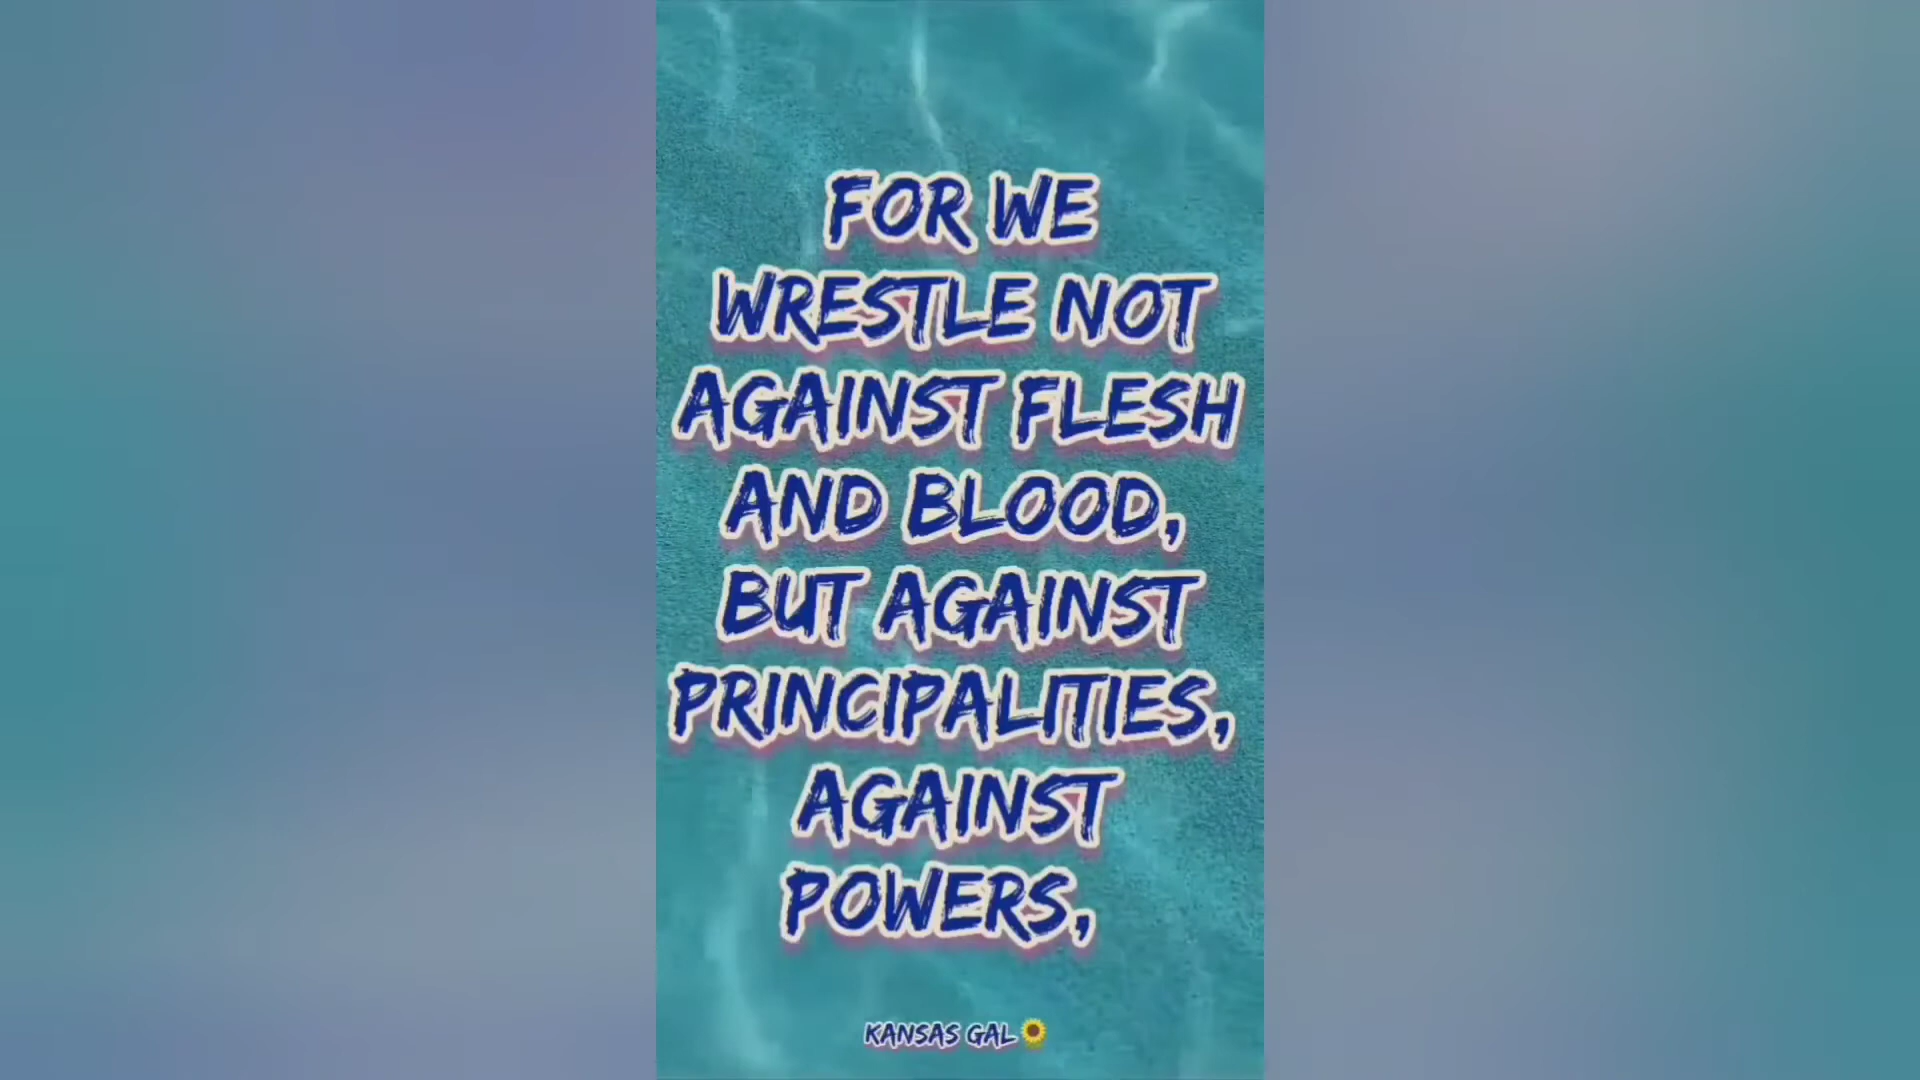 FOR WE
WRESTLE NOT
AGAINST FLESH
AND BLOOD,
BUT AGAINST
PRINCIPALITIES,
AGAINST
POWERS,
KANSAS GAL🌻